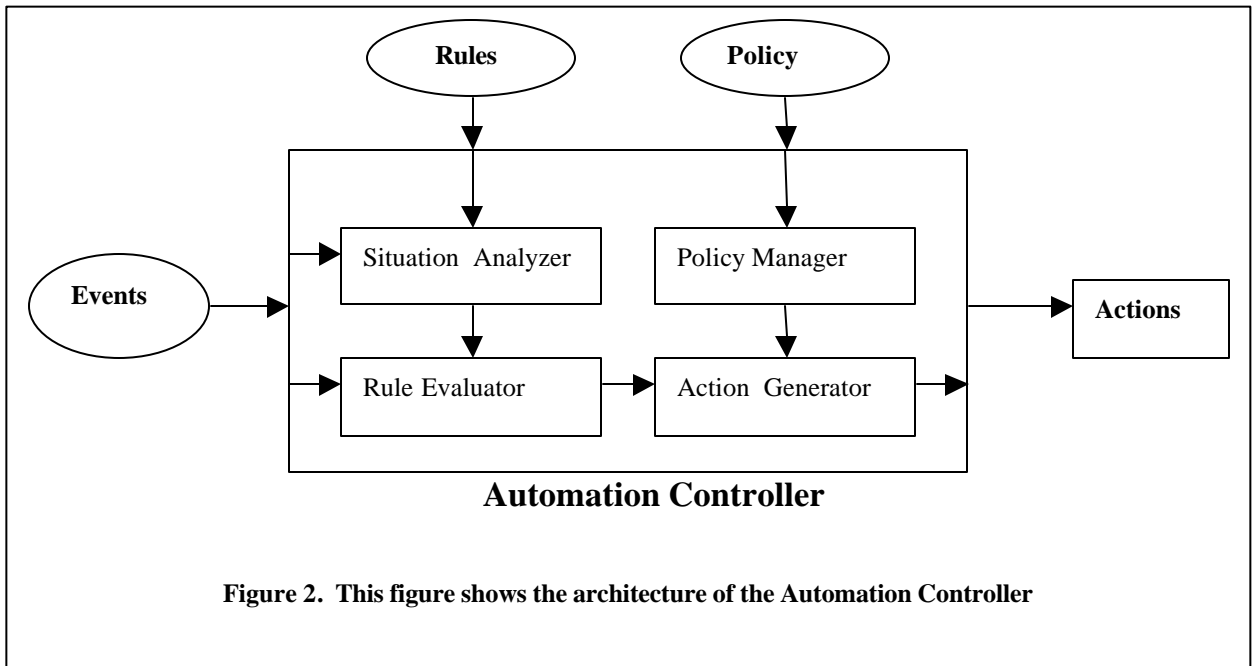 Rules
Policy
Situation Analyzer
Policy Manager
Events
Actions
Rule Evaluator
Action Generator
Automation Controller
Figure 2. This figure shows the architecture of the Automation Controller